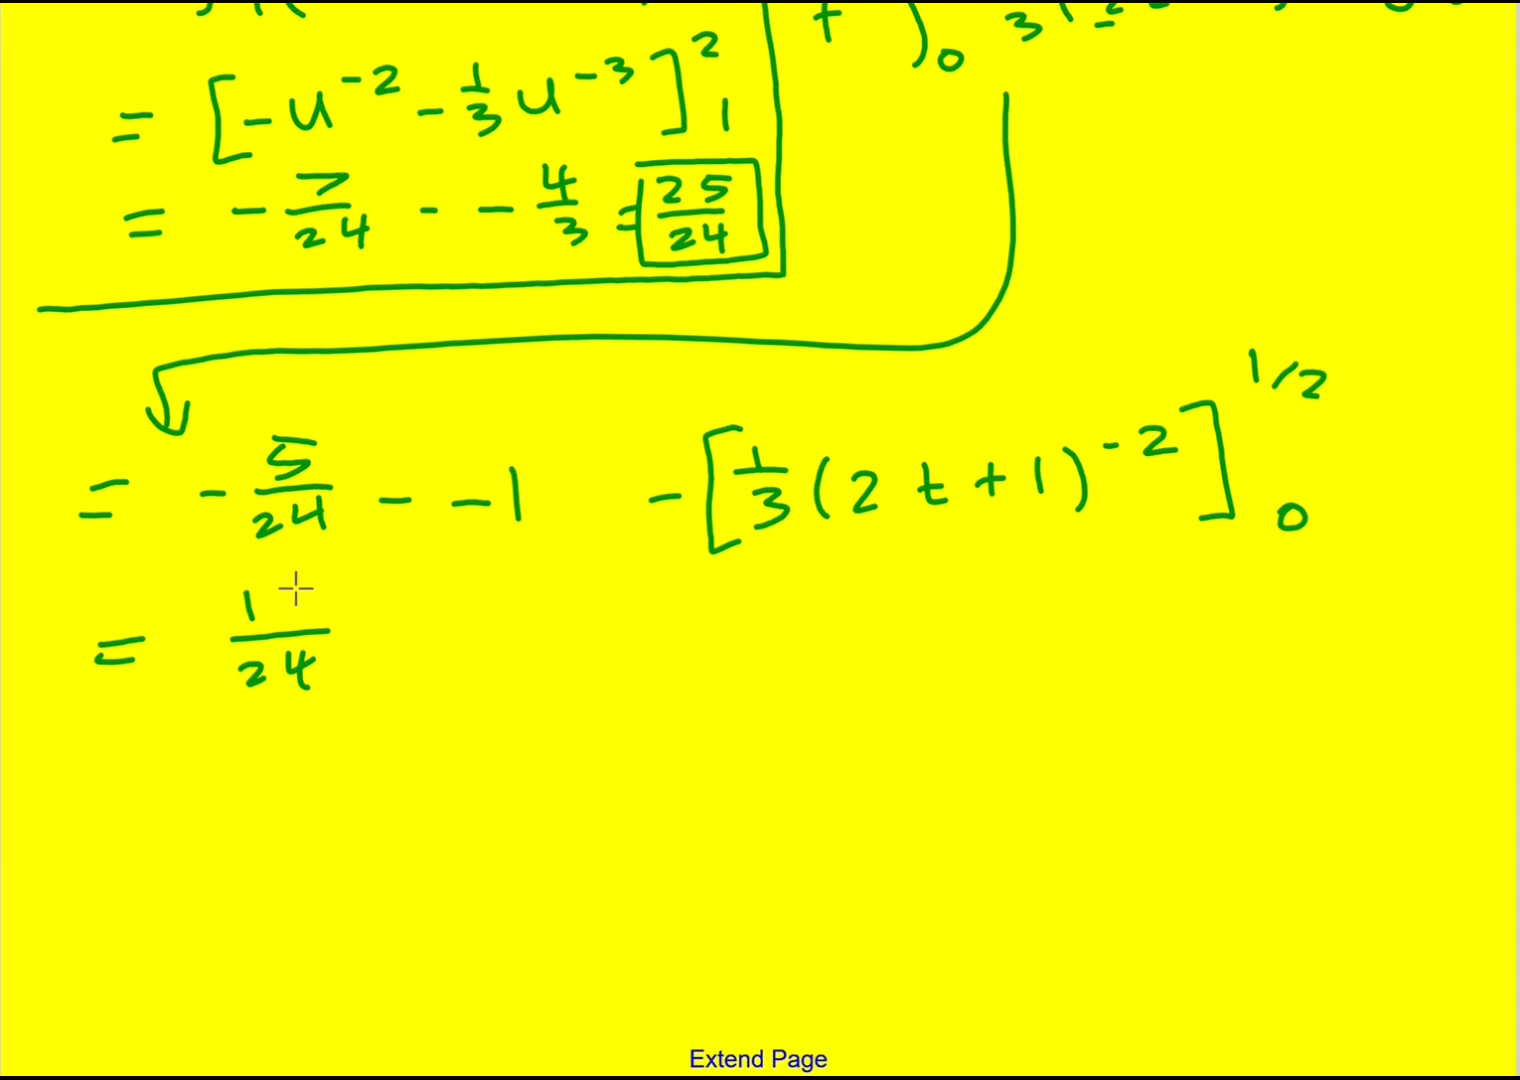 = [-u^-2 - 1/3 u^-3]^2_1
= - 7/24 - - 4/3 = 25/24
= - 5/24 - -1 - [1/3 (2t+1)^-2]^1/2_0
= 1/24
Extend Page